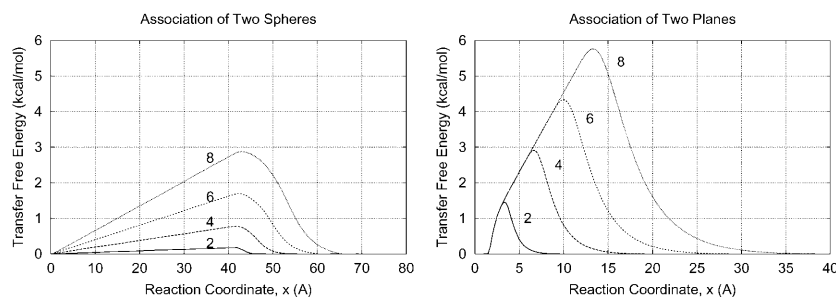 Association of Two Spheres
Transfer Free Energy (kcal/mol)
6
5
4
3
2
1
0
8
6
4
2
0 10 20 30 40 50 60 70 80
Reaction Coordinate, x (A)
Association of Two Planes
Transfer Free Energy (kcal/mol)
6
5
4
3
2
1
0
8
6
4
2
0 5 10 15 20 25 30 35 40
Reaction Coordinate, x (A)